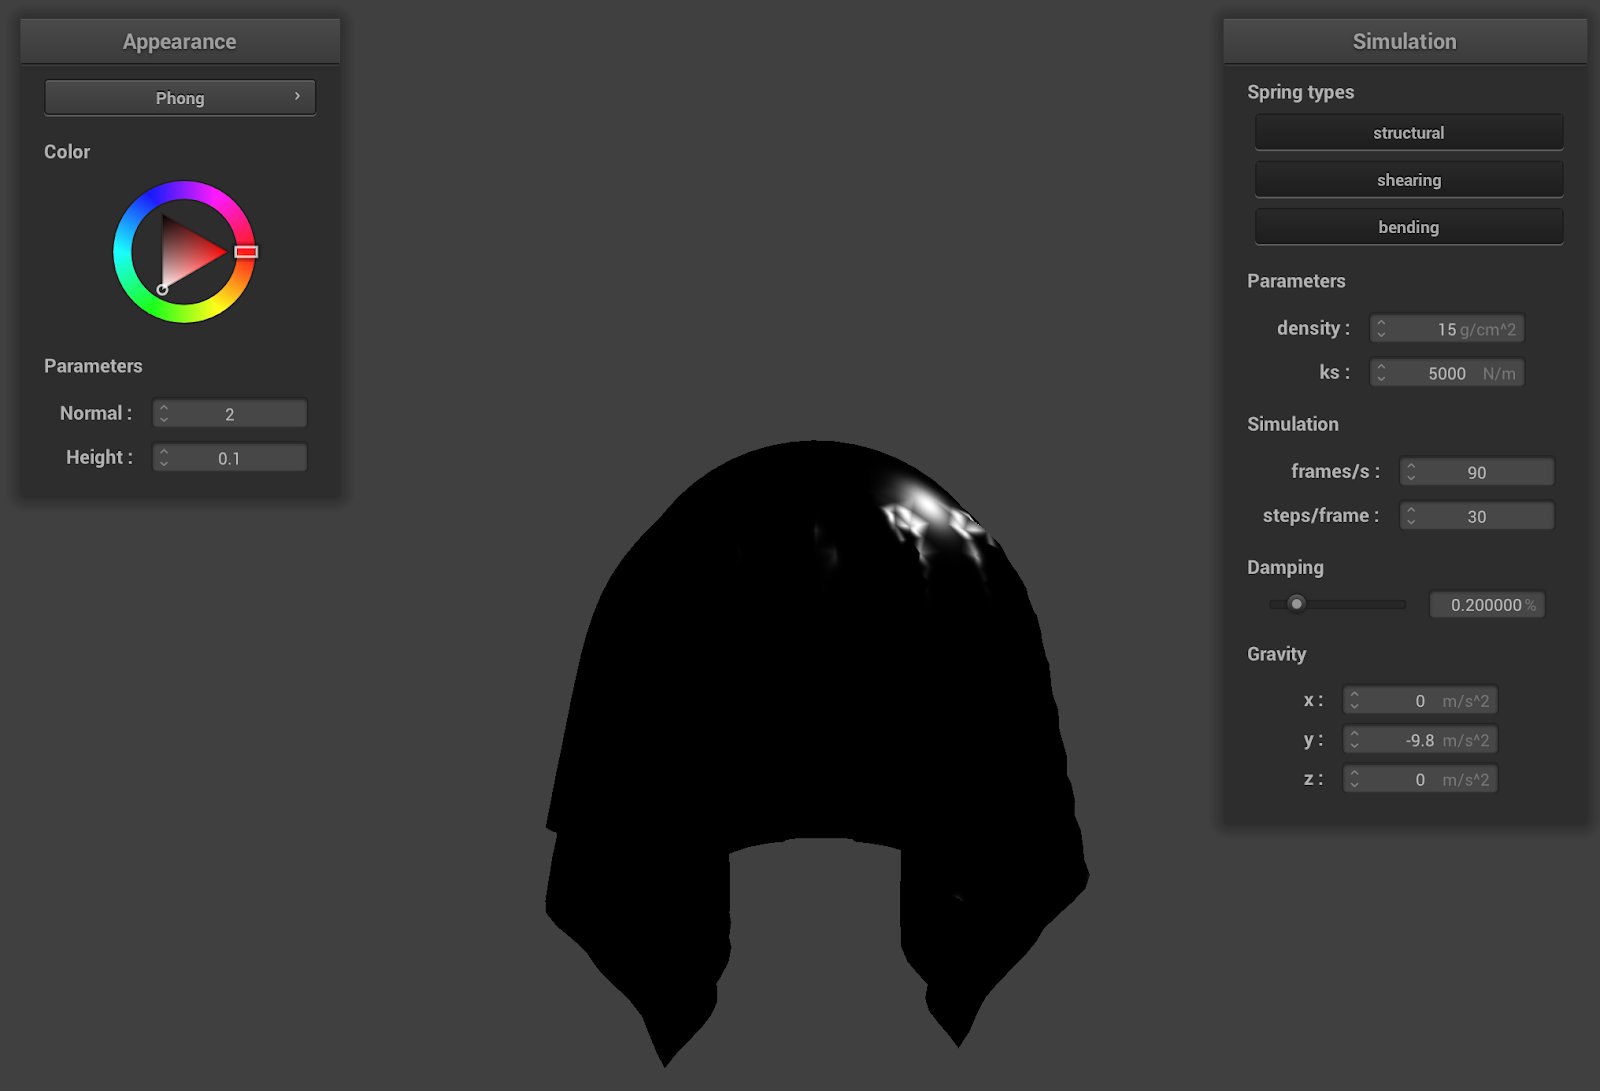 Appearance
Phong
Color
Parameters
Normal : 2
Height : 0.1
Simulation
Spring types
structural
shearing
bending
Parameters
density : 15 g/cm^2
ks : 5000 N/m
Simulation
frames/s : 90
steps/frame : 30
Damping
0.200000 %
Gravity
x : 0 m/s^2
y : -9.8 m/s^2
z : 0 m/s^2